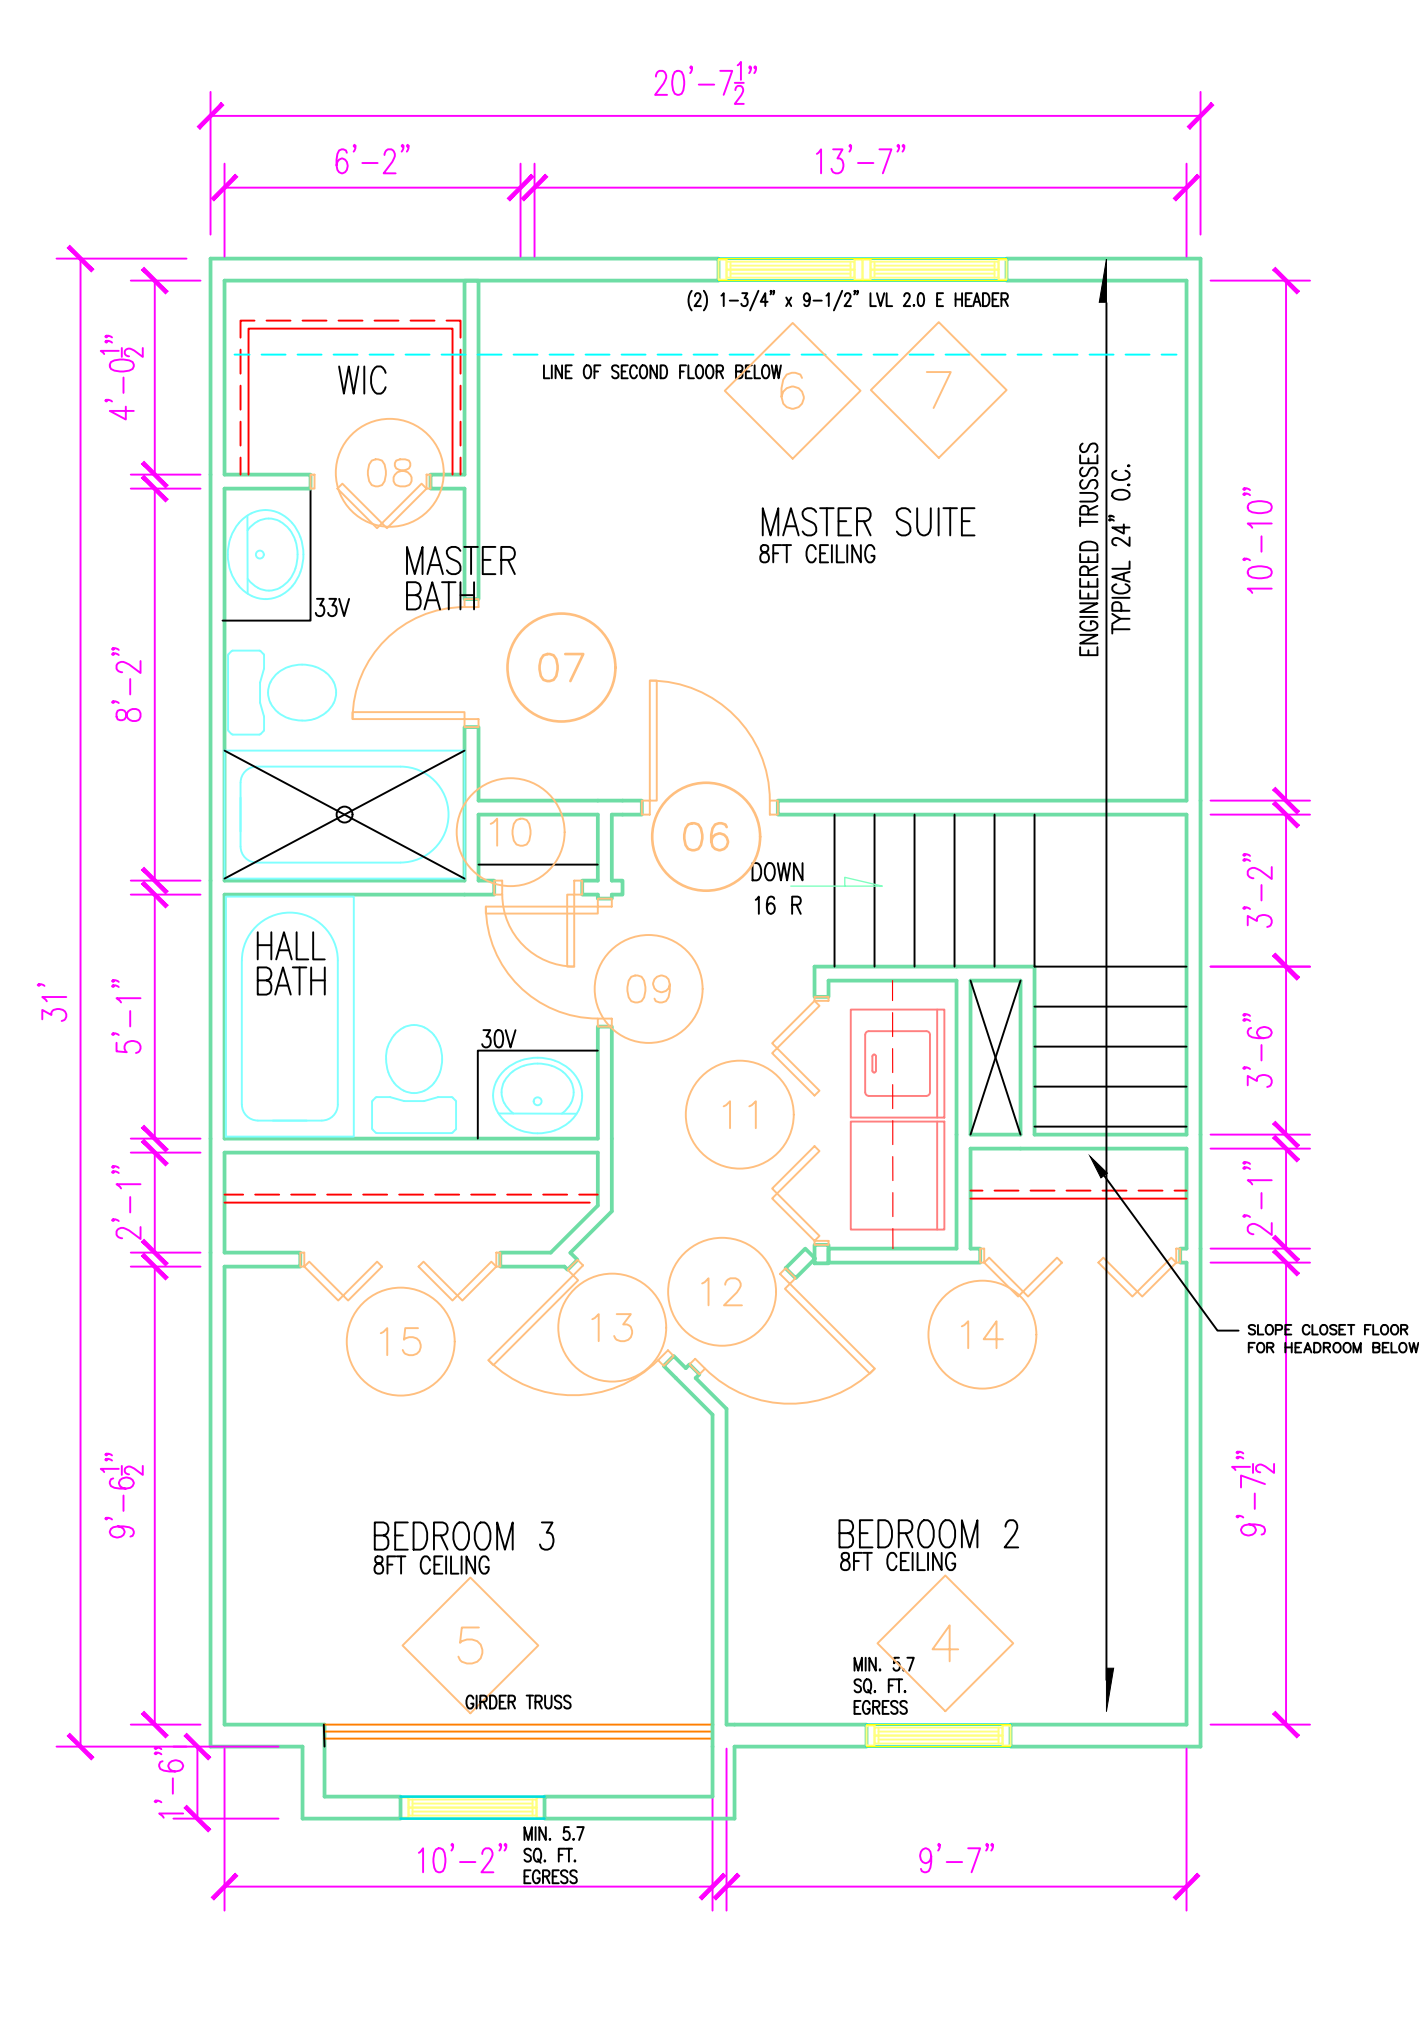 20'-7½"
6'-2"
13'-7"
(2) 1-3/4" x 9-1/2" LVL 2.0 E HEADER
4'-0½"
WIC
LINE OF SECOND FLOOR BELOW
6
7
08
ENGINEERED TRUSSES
TYPICAL 24" O.C.
10'-10"
MASTER SUITE
8FT CEILING
MASTER
BATH
33V
8'-2"
07
10
06
DOWN
16 R
3'-2"
31'
HALL
BATH
09
5'-1"
30V
3'-6"
11
2'-1"
2'-1"
12
13
15
14
SLOPE CLOSET FLOOR
FOR HEADROOM BELOW
9'-6½"
9'-7½"
BEDROOM 3
8FT CEILING
BEDROOM 2
8FT CEILING
5
4
MIN. 5.7
SQ. FT.
EGRESS
GIRDER TRUSS
1'-6"
MIN. 5.7
SQ. FT.
EGRESS
10'-2"
9'-7"